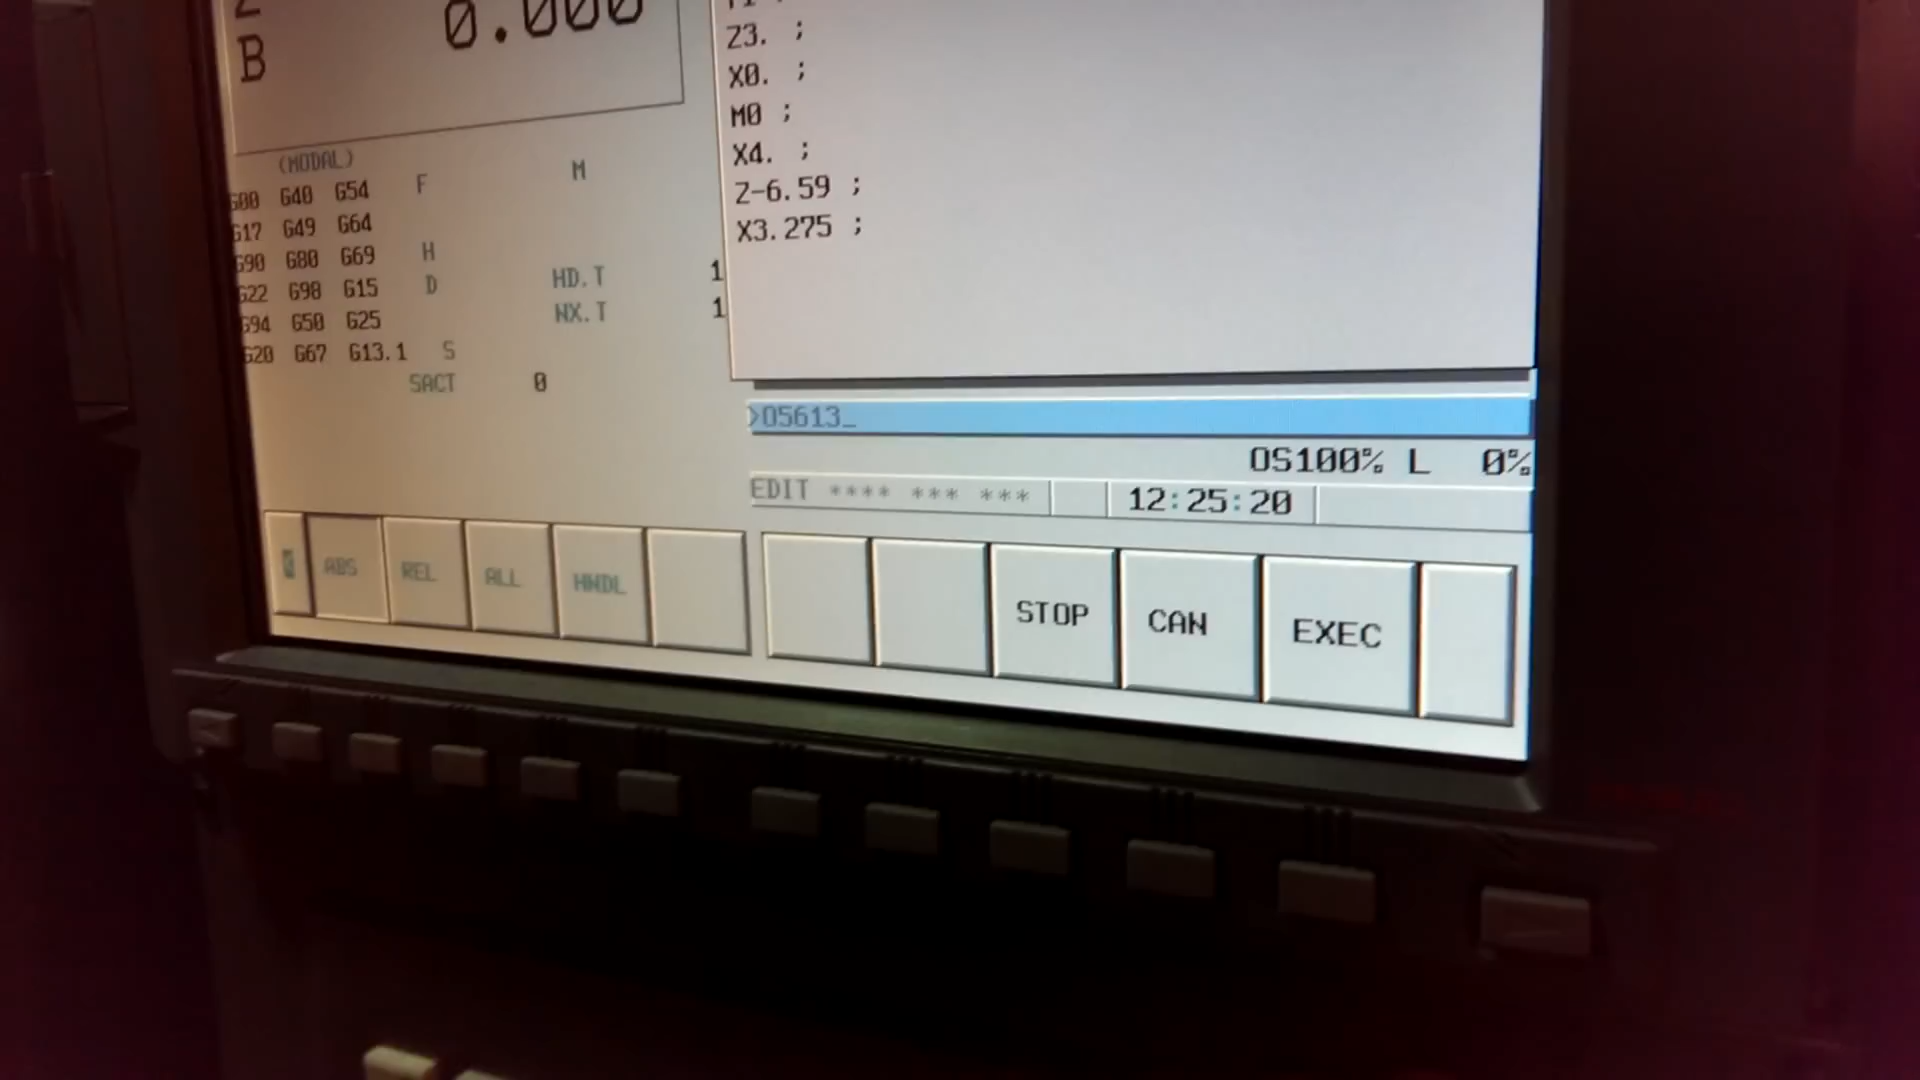 B 0.000
Z3. ;
X0. ;
M0 ;
X4. ;
Z-6.59 ;
X3.275 ;
(MODAL)
G00 G40 G54 F M
G17 G49 G64
G90 G80 G69 H
G22 G98 G15 D HD.T 1
G94 G50 G25 NX.T 1
G20 G67 G13.1 S
SACT 0
>O5613_
OS100% L 0%
EDIT **** *** *** 12:25:20
< ABS REL ALL HNDL
STOP CAN EXEC